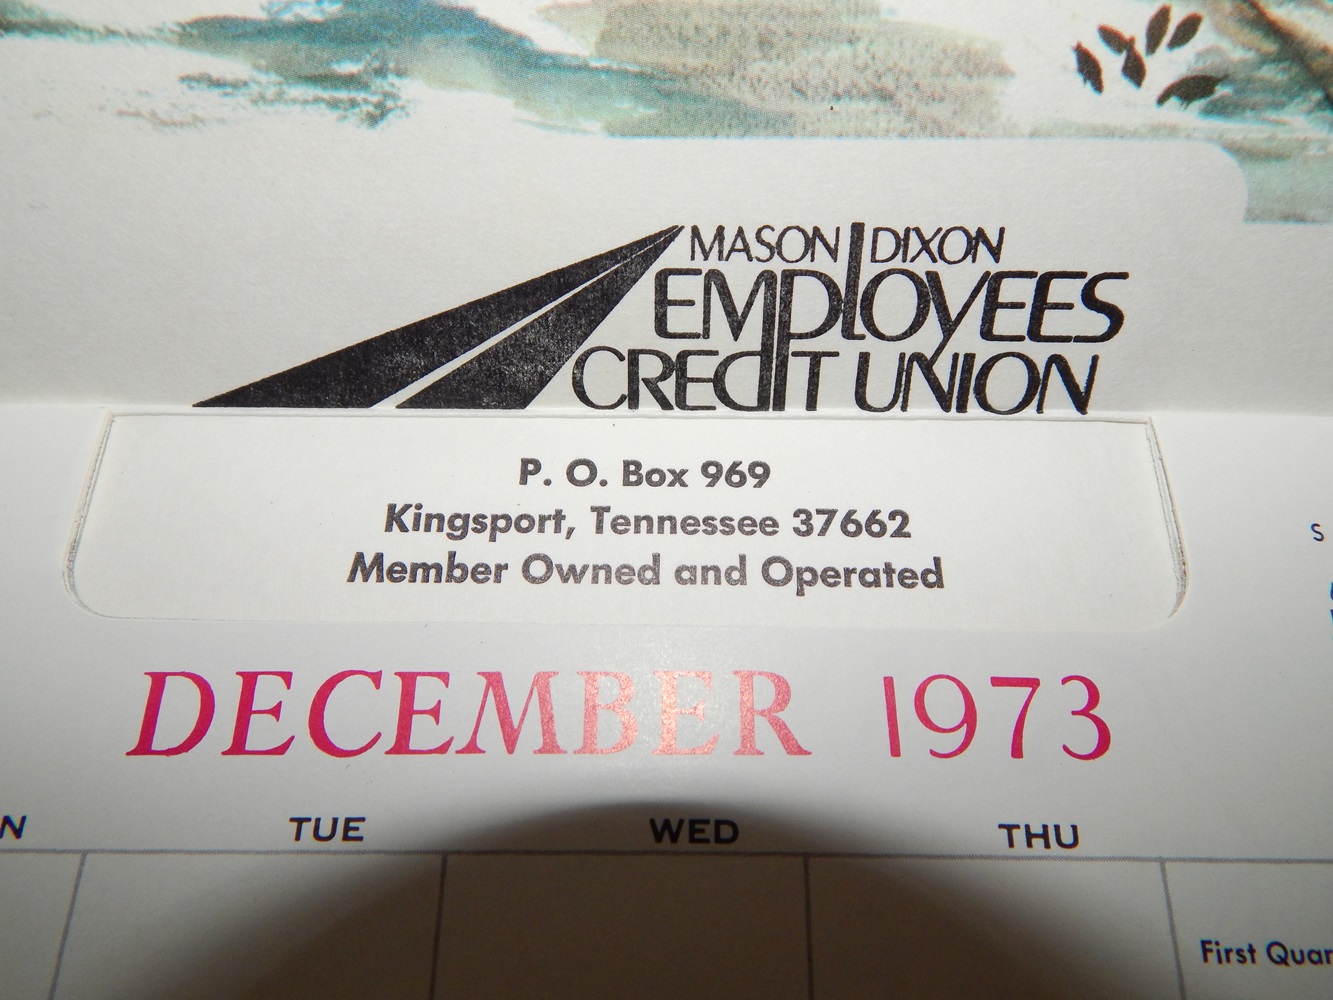 MASON DIXON
EMPLOYEES
CREDIT UNION
P. O. Box 969
Kingsport, Tennessee 37662
Member Owned and Operated
DECEMBER 1973
TUE WED THU
First